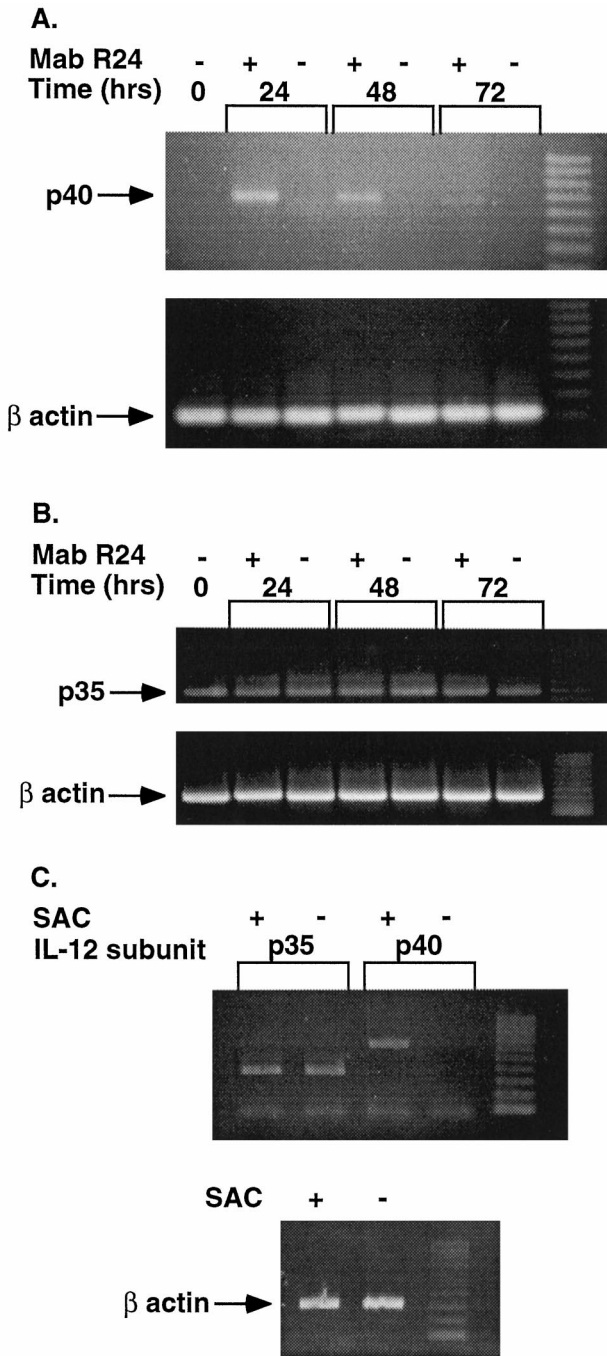 A.
Mab R24 - + - + - + -
Time (hrs) 0 24 48 72
p40
β actin
B.
Mab R24 - + - + - + -
Time (hrs) 0 24 48 72
p35
β actin
C.
SAC + - + -
IL-12 subunit p35 p40
SAC + -
β actin